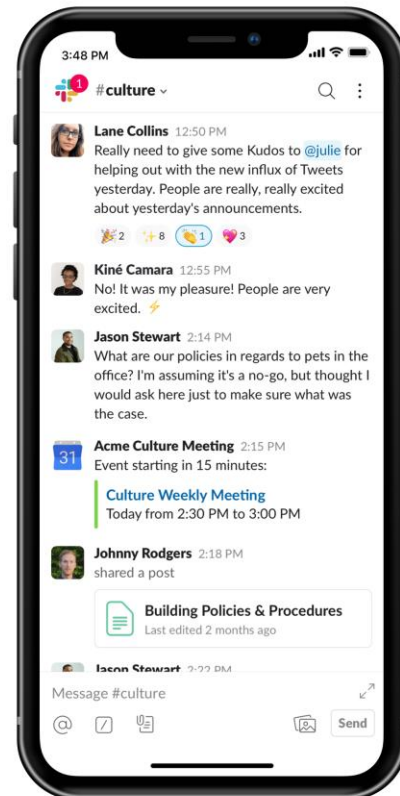 3:48 PM
1
#culture
Lane Collins 12:50 PM
Really need to give some Kudos to @julie for
helping out with the new influx of Tweets
yesterday. People are really, really excited
about yesterday's announcements.
2 8 1 3
Kiné Camara 12:55 PM
No! It was my pleasure! People are very
excited. ⚡
Jason Stewart 2:14 PM
What are our policies in regards to pets in the
office? I'm assuming it's a no-go, but thought I
would ask here just to make sure what was
the case.
Acme Culture Meeting 2:15 PM
31
Event starting in 15 minutes:
Culture Weekly Meeting
Today from 2:30 PM to 3:00 PM
Johnny Rodgers 2:18 PM
shared a post
Building Policies & Procedures
Last edited 2 months ago
Jason Stewart 2:22 PM
Message #culture
@ / Send